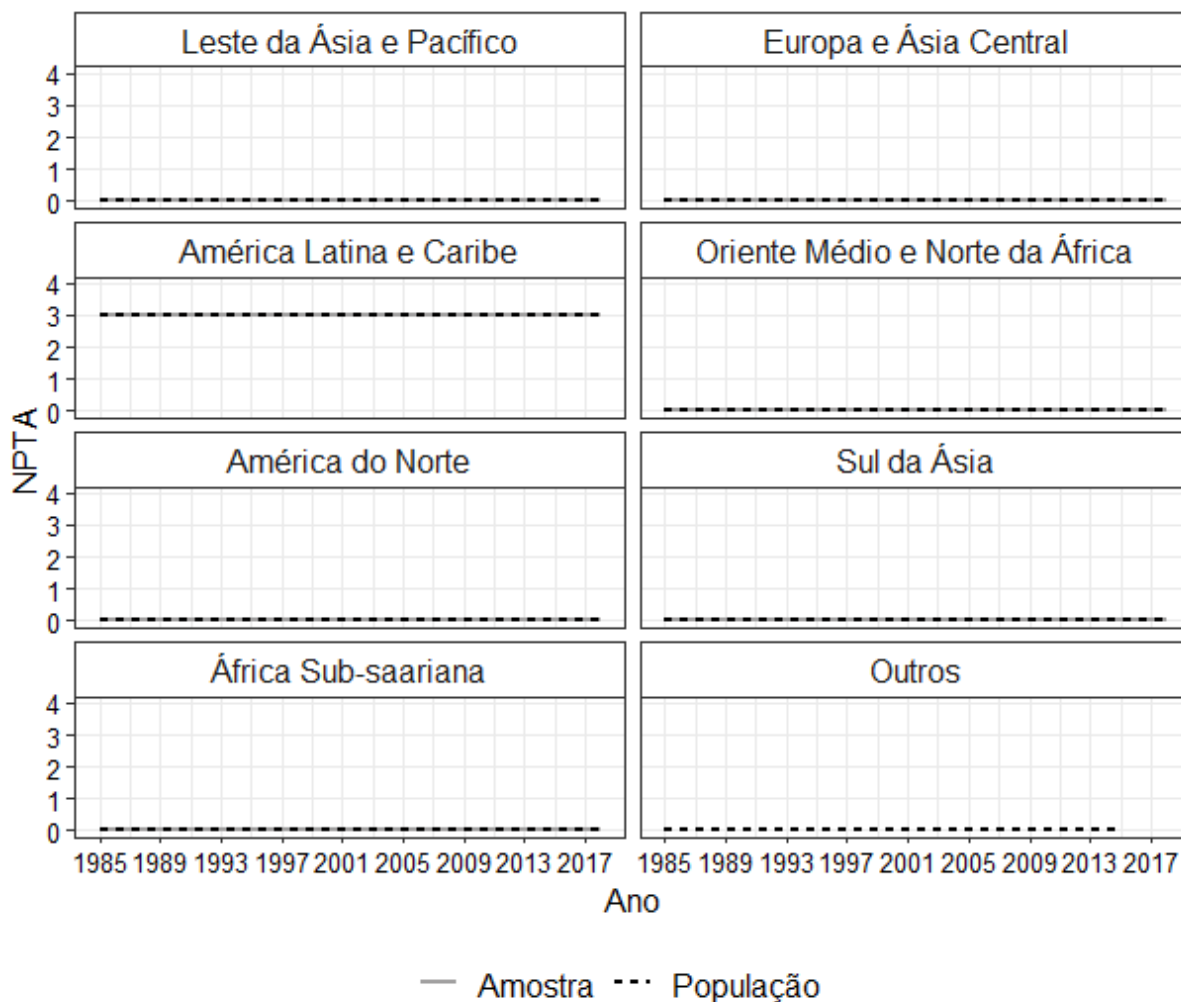 Leste da Ásia e Pacífico
Europa e Ásia Central
4
3
2
1
0
América Latina e Caribe
Oriente Médio e Norte da África
4
3
2
1
0
NPTA
América do Norte
Sul da Ásia
4
3
2
1
0
África Sub-saariana
Outros
4
3
2
1
0
1985 1989 1993 1997 2001 2005 2009 2013 2017
1985 1989 1993 1997 2001 2005 2009 2013 2017
Ano
Amostra População